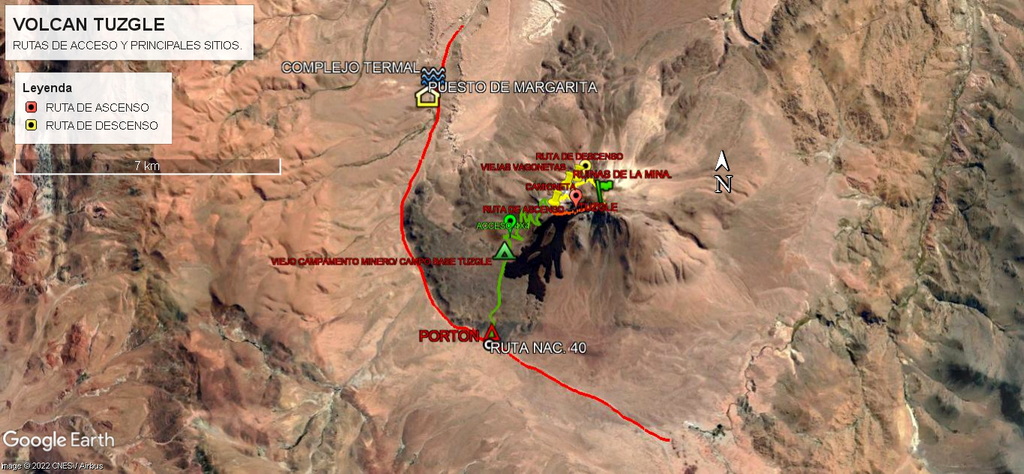 VOLCAN TUZGLE
RUTAS DE ACCESO Y PRINCIPALES SITIOS.
Leyenda
RUTA DE ASCENSO
RUTA DE DESCENSO
7 km
COMPLEJO TERMAL
PUESTO DE MARGARITA
RUTA DE DESCENSO
VIEJAS VAGONETAS
RUINAS DE LA MINA.
CAMIONETA
RUTA DE ASCENSO
ACCESO 4X4
N
VIEJO CAMPAMENTO MINERO/ CAMPO BASE TUZGLE
PORTON
RUTA NAC. 40
Google Earth
Image © 2022 CNES / Airbus